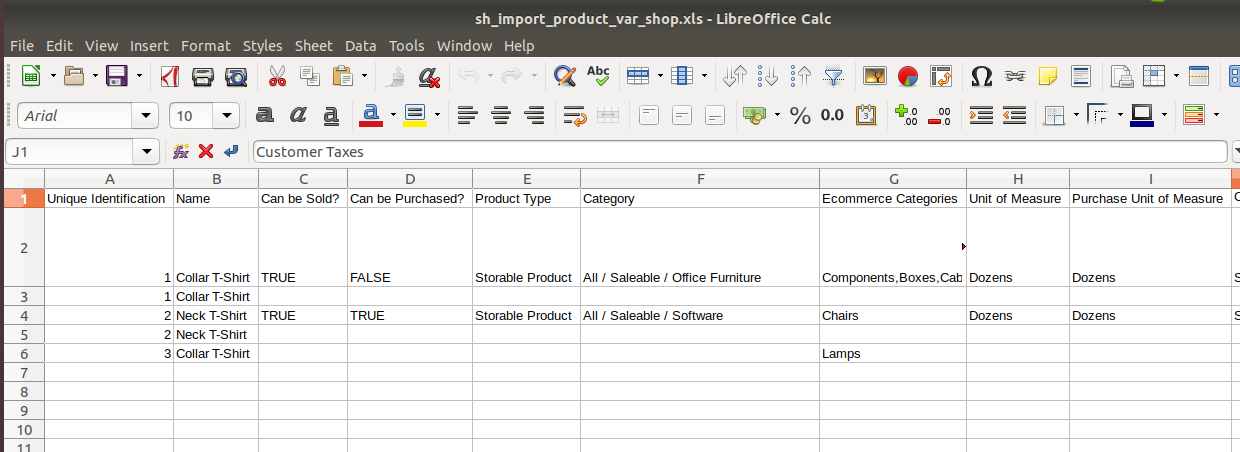 sh_import_product_var_shop.xls - LibreOffice Calc
File Edit View Insert Format Styles Sheet Data Tools Window Help
Abc
Arial 10 a a a a % 0.0 .00 .00
J1 Customer Taxes
A B C D E F G H I
1 Unique Identification Name Can be Sold? Can be Purchased? Product Type Category Ecommerce Categories Unit of Measure Purchase Unit of Measure C
2 1 Collar T-Shirt TRUE FALSE Storable Product All / Saleable / Office Furniture Components,Boxes,Cab Dozens Dozens S
3 1 Collar T-Shirt
4 2 Neck T-Shirt TRUE TRUE Storable Product All / Saleable / Software Chairs Dozens Dozens S
5 2 Neck T-Shirt
6 3 Collar T-Shirt Lamps
7
8
9
10
11